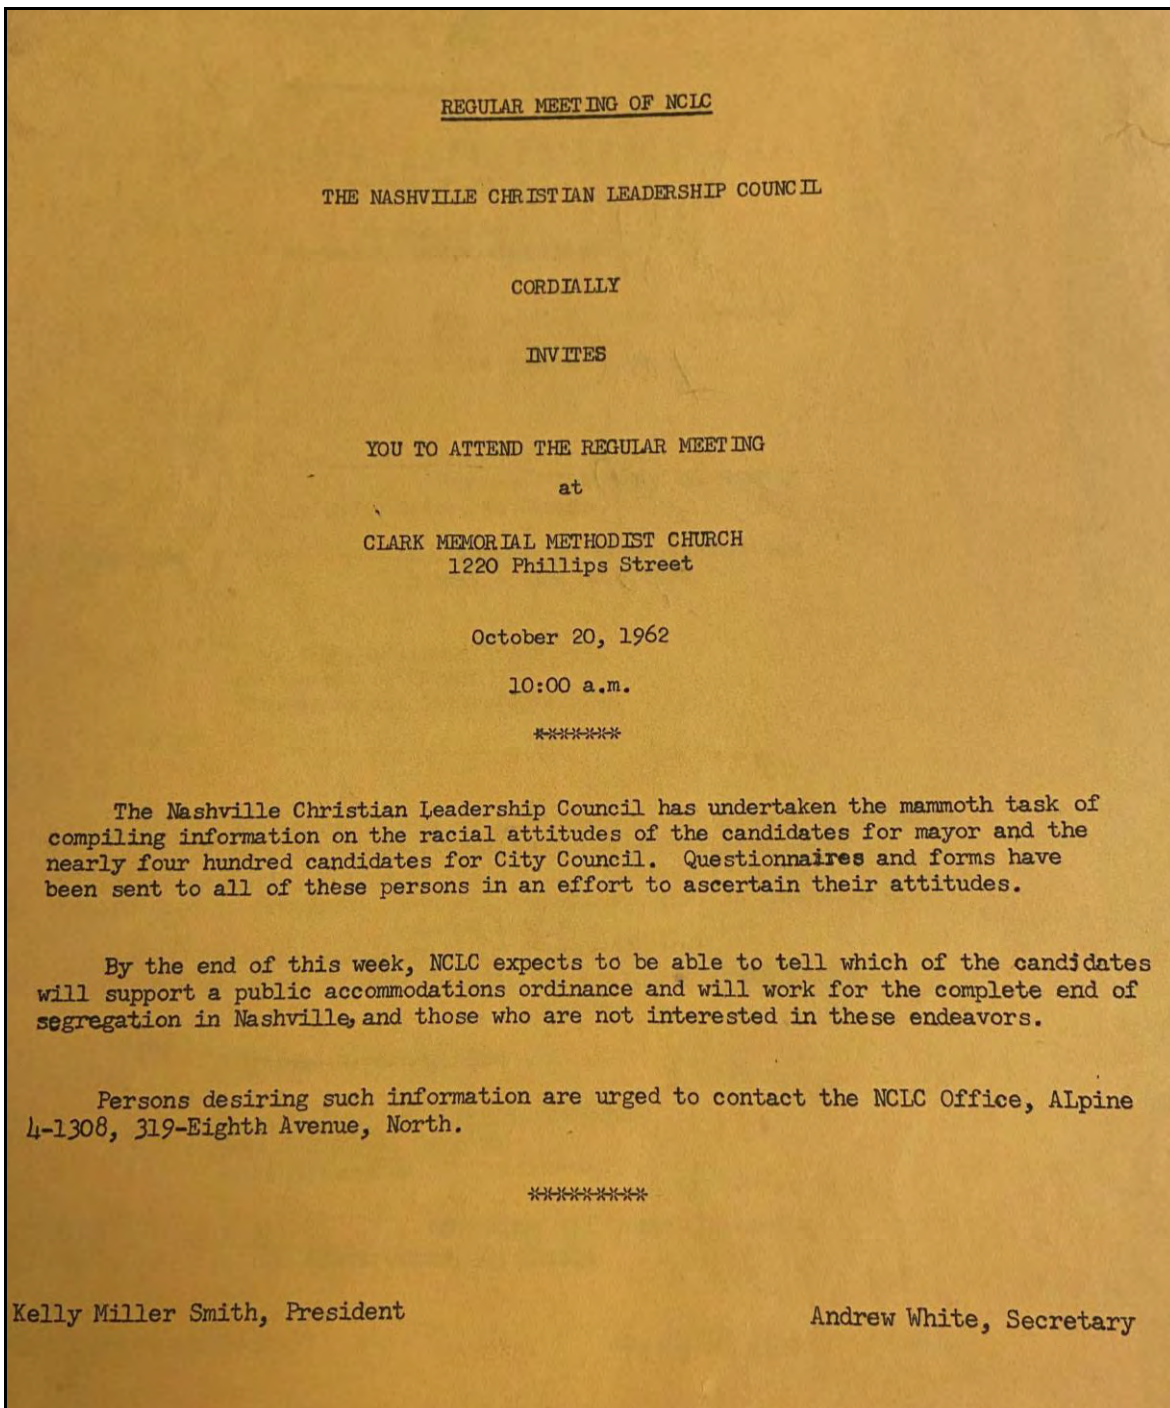 REGULAR MEETING OF NCLC
THE NASHVILLE CHRISTIAN LEADERSHIP COUNCIL
CORDIALLY
INVITES
YOU TO ATTEND THE REGULAR MEETING
at
CLARK MEMORIAL METHODIST CHURCH
1220 Phillips Street
October 20, 1962
10:00 a.m.
*******
The Nashville Christian Leadership Council has undertaken the mammoth task of
compiling information on the racial attitudes of the candidates for mayor and the
nearly four hundred candidates for City Council. Questionnaires and forms have
been sent to all of these persons in an effort to ascertain their attitudes.
By the end of this week, NCLC expects to be able to tell which of the candidates
will support a public accommodations ordinance and will work for the complete end of
segregation in Nashville, and those who are not interested in these endeavors.
Persons desiring such information are urged to contact the NCLC Office, ALpine
4-1308, 319-Eighth Avenue, North.
*********
Kelly Miller Smith, President Andrew White, Secretary